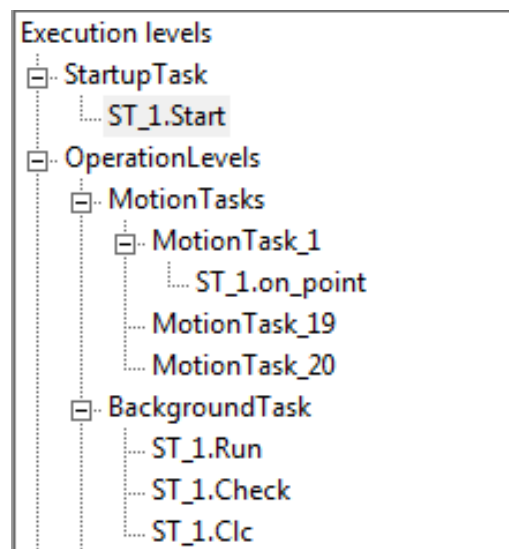 Execution levels
StartupTask
ST_1.Start
OperationLevels
MotionTasks
MotionTask_1
ST_1.on_point
MotionTask_19
MotionTask_20
BackgroundTask
ST_1.Run
ST_1.Check
ST_1.Clc